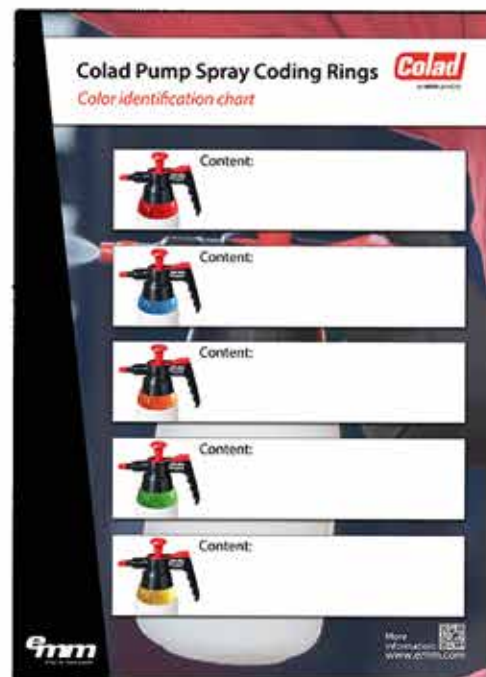 Colad Pump Spray Coding Rings
Color identification chart
Colad
Content:
Content:
Content:
Content:
Content:
emm
More
information:
www.emm.com